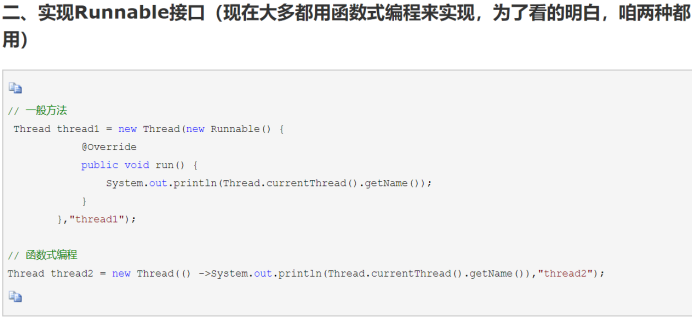 二、实现Runnable接口（现在大多都用函数式编程来实现，为了看的明白，咱两种都
用）
// 一般方法
Thread thread1 = new Thread(new Runnable() {
@Override
public void run() {
System.out.println(Thread.currentThread().getName());
}
},"thread1");
// 函数式编程
Thread thread2 = new Thread(() ->System.out.println(Thread.currentThread().getName()),"thread2");